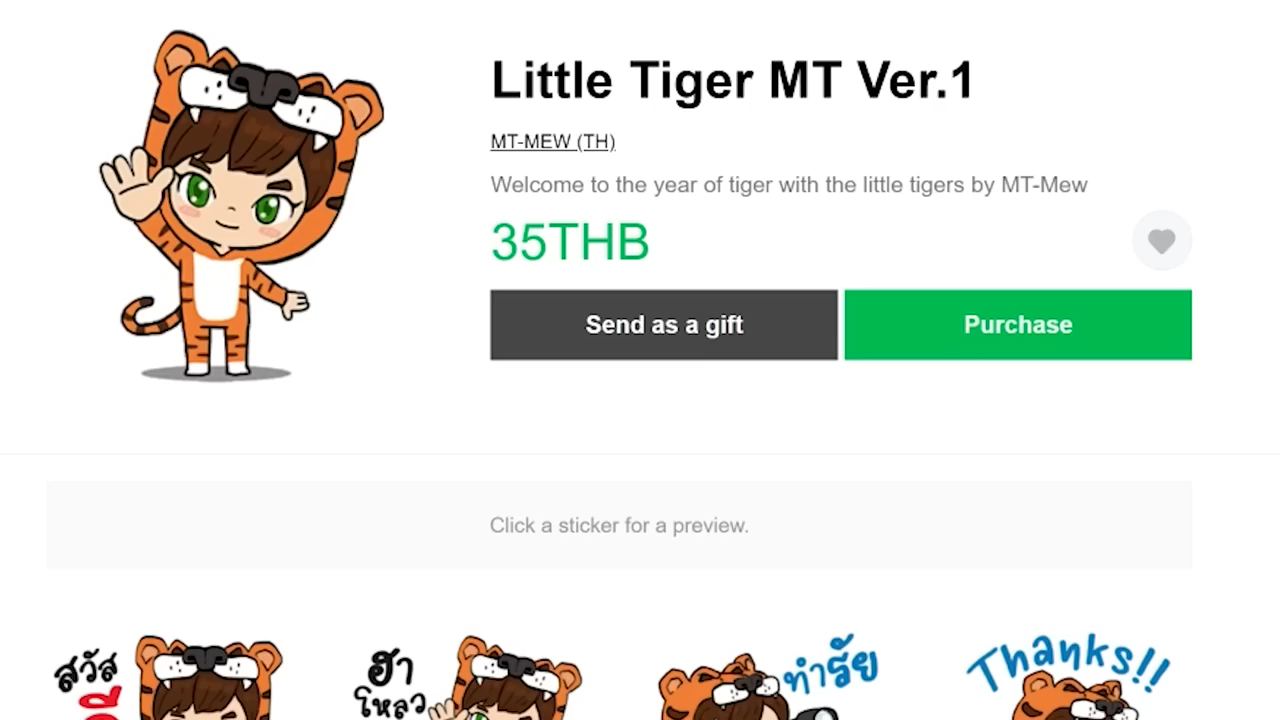 Little Tiger MT Ver.1
MT-MEW (TH)
Welcome to the year of tiger with the little tigers by MT-Mew
35THB
Send as a gift
Purchase
Click a sticker for a preview.
สวัส
ดี
ฮา
โหลว
ทำรัย
Thanks!!